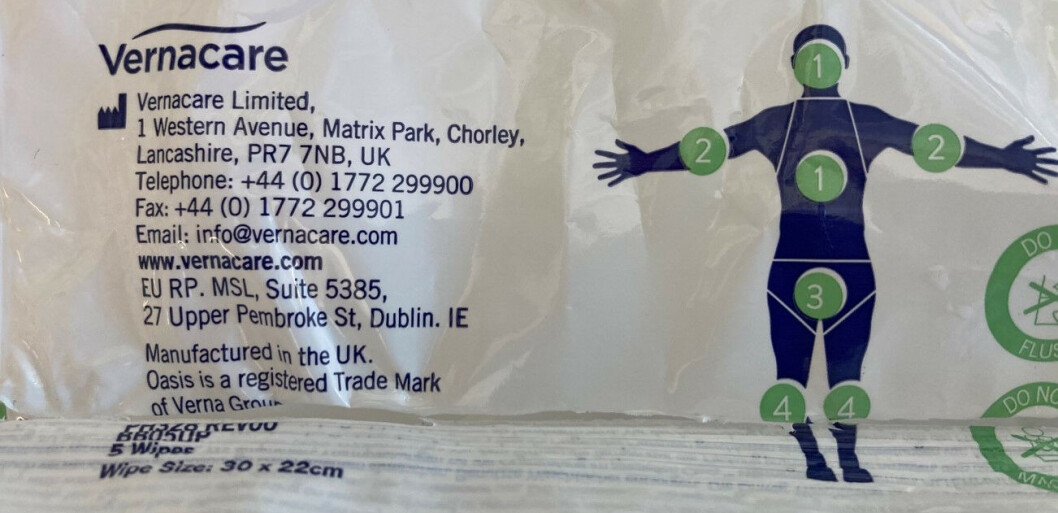 Vernacare
Vernacare Limited,
1 Western Avenue, Matrix Park, Chorley,
Lancashire, PR7 7NB, UK
Telephone: +44 (0) 1772 299900
Fax: +44 (0) 1772 299901
Email: info@vernacare.com
www.vernacare.com
EU RP. MSL, Suite 5385,
27 Upper Pembroke St, Dublin. IE
Manufactured in the UK.
Oasis is a registered Trade Mark
of Verna
5 Wipes
Wipe Size: 30 x 22cm
1
2
2
1
3
4
4
DO
FLUS
DO NO